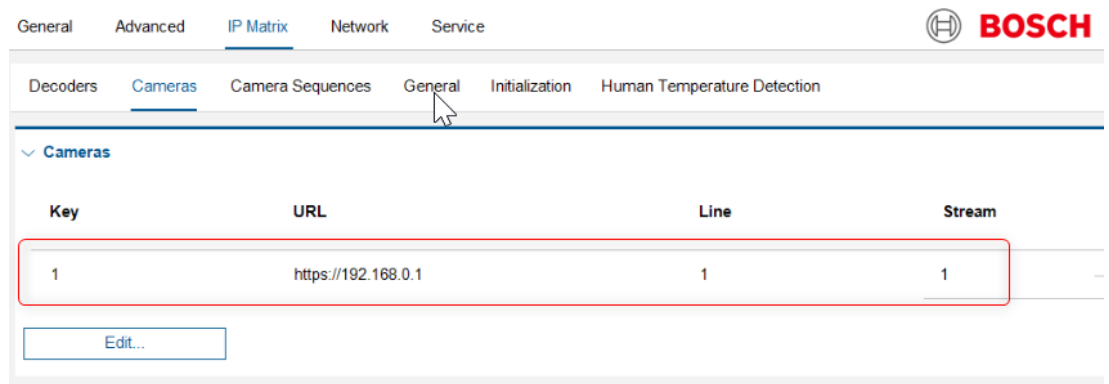 General Advanced IP Matrix Network Service BOSCH
Decoders Cameras Camera Sequences General Initialization Human Temperature Detection
Cameras
Key URL Line Stream
1 https://192.168.0.1 1 1
Edit...